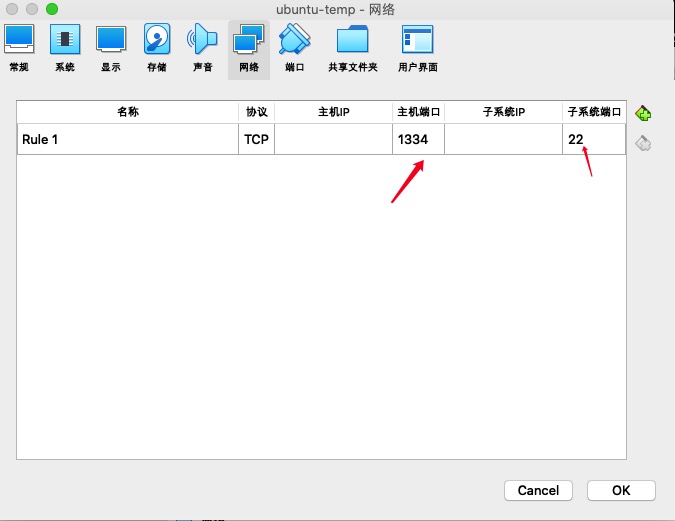 ubuntu-temp - 网络
常规 系统 显示 存储 声音 网络 端口 共享文件夹 用户界面
名称 协议 主机IP 主机端口 子系统IP 子系统端口
Rule 1 TCP 1334 22
Cancel OK